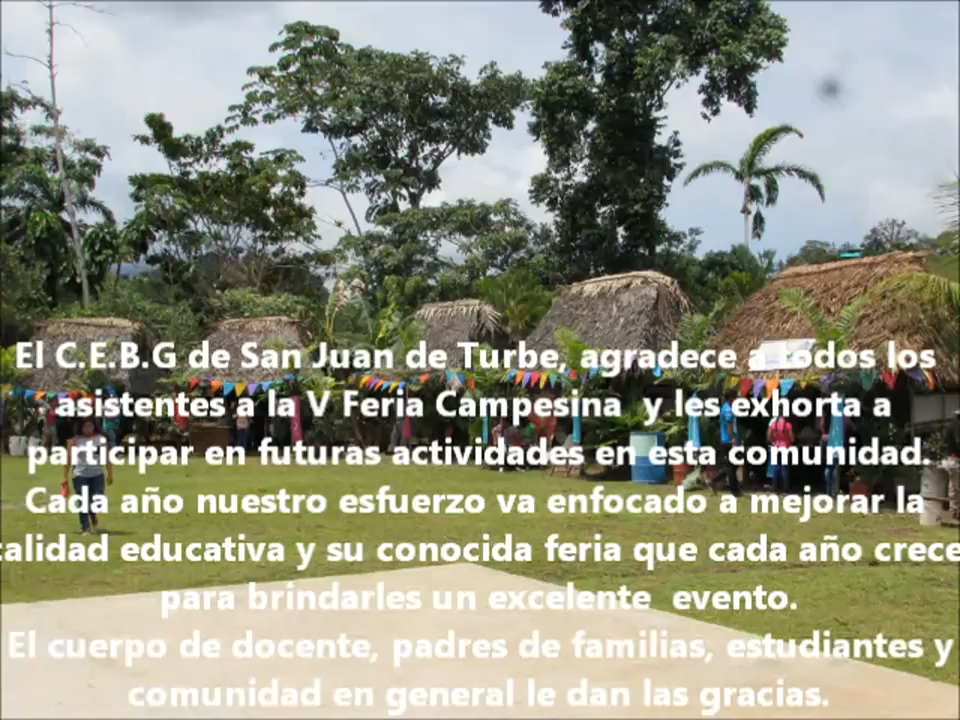 El C.E.B.G de San Juan de Turbe, agradece a todos los
asistentes a la V Feria Campesina y les exhorta a
participar en futuras actividades en esta comunidad.
Cada año nuestro esfuerzo va enfocado a mejorar la
calidad educativa y su conocida feria que cada año crece
para brindarles un excelente evento.
El cuerpo de docente, padres de familias, estudiantes y
comunidad en general le dan las gracias.